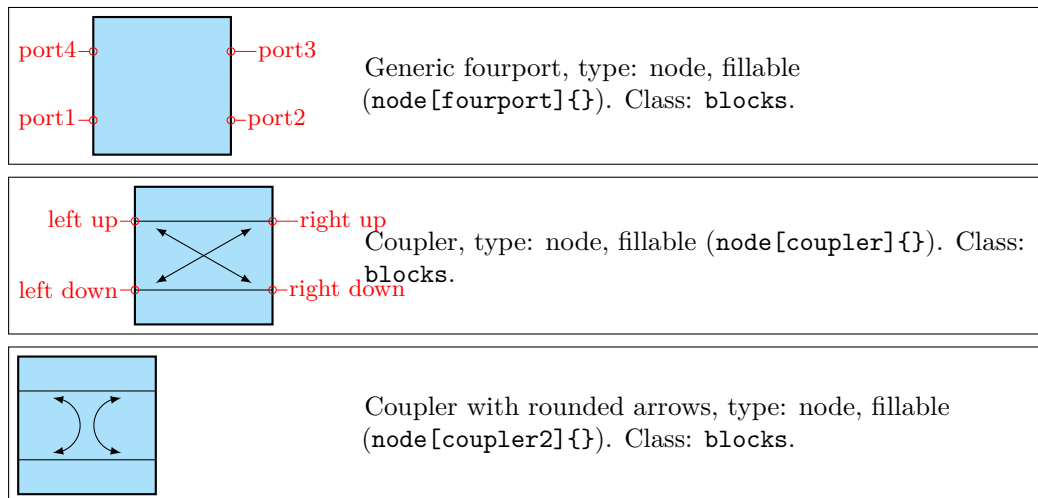 port4
port3
port1
port2
Generic fourport, type: node, fillable
(node[fourport]{}). Class: blocks.
left up
right up
left down
right down
Coupler, type: node, fillable (node[coupler]{}). Class:
blocks.
Coupler with rounded arrows, type: node, fillable
(node[coupler2]{}). Class: blocks.